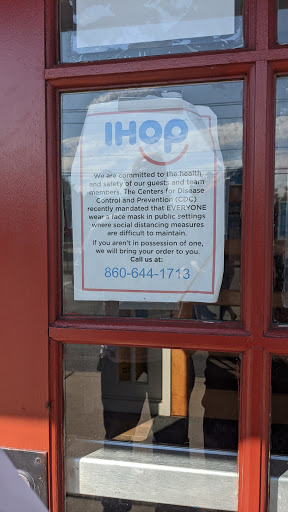 IHOP
We are committed to the health
and safety of our guests and team
members. The Centers for Disease
Control and Prevention (CDC)
recently mandated that EVERYONE
wear a face mask in public settings
where social distancing measures
are difficult to maintain.
If you aren't in possession of one,
we will bring your order to you.
Call us at:
860-644-1713